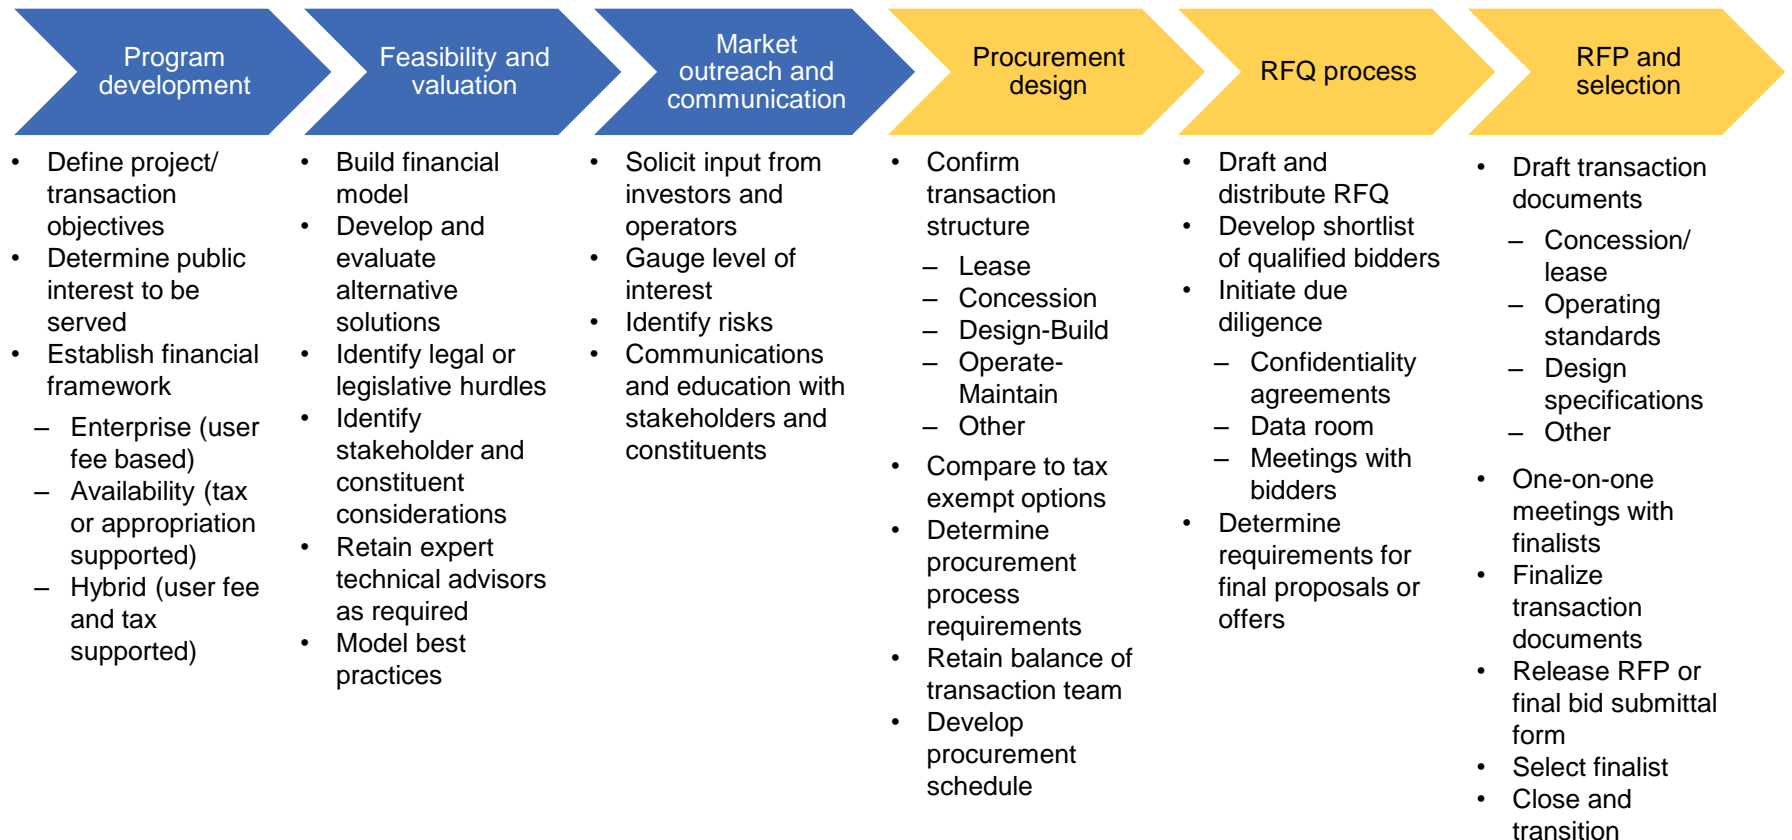 Program
development
Feasibility and
valuation
Market
outreach and
communication
Procurement
design
RFQ process
RFP and
selection
• Define project/
transaction
objectives
• Determine public
interest to be
served
• Establish financial
framework
– Enterprise (user
fee based)
– Availability (tax
or appropriation
supported)
– Hybrid (user fee
and tax
supported)
• Build financial
model
• Develop and
evaluate
alternative
solutions
• Identify legal or
legislative hurdles
• Identify
stakeholder and
constituent
considerations
• Retain expert
technical advisors
as required
• Model best
practices
• Solicit input from
investors and
operators
• Gauge level of
interest
• Identify risks
• Communications
and education with
stakeholders and
constituents
• Confirm
transaction
structure
– Lease
– Concession
– Design-Build
– Operate-
Maintain
– Other
• Compare to tax
exempt options
• Determine
procurement
process
requirements
• Retain balance of
transaction team
• Develop
procurement
schedule
• Draft and
distribute RFQ
• Develop shortlist
of qualified bidders
• Initiate due
diligence
– Confidentiality
agreements
– Data room
– Meetings with
bidders
• Determine
requirements for
final proposals or
offers
• Draft transaction
documents
– Concession/
lease
– Operating
standards
– Design
specifications
– Other
• One-on-one
meetings with
finalists
• Finalize
transaction
documents
• Release RFP or
final bid submittal
form
• Select finalist
• Close and
transition